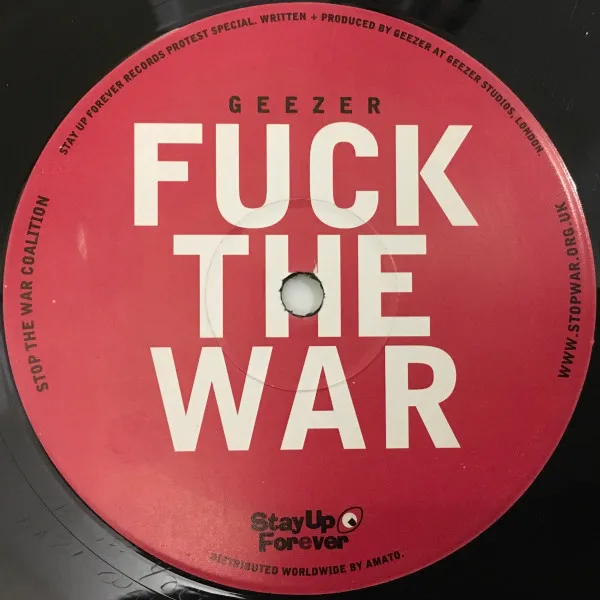 STAY UP FOREVER RECORDS PROTEST SPECIAL. WRITTEN + PRODUCED BY GEEZER AT GEEZER STUDIOS, LONDON.
GEEZER
FUCK
THE
WAR
STOP THE WAR COALITION
WWW.STOPWAR.ORG.UK
Stay Up
Forever
DISTRIBUTED WORLDWIDE BY AMATO.